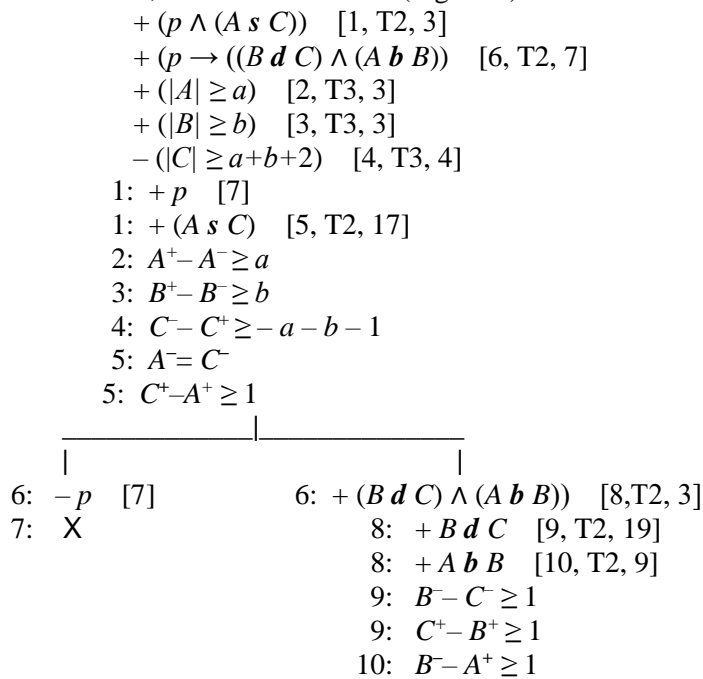 + (p ∧ (A s C)) [1, T2, 3]
+ (p → ((B d C) ∧ (A b B)) [6, T2, 7]
+ (|A| ≥ a) [2, T3, 3]
+ (|B| ≥ b) [3, T3, 3]
– (|C| ≥ a+b+2) [4, T3, 4]
1: + p [7]
1: + (A s C) [5, T2, 17]
2: A⁺– A⁻ ≥ a
3: B⁺– B⁻ ≥ b
4: C⁻– C⁺ ≥ – a – b – 1
5: A⁻= C⁻
5: C⁺–A⁺ ≥ 1
6: – p [7] 6: + (B d C) ∧ (A b B)) [8,T2, 3]
7: X 8: + B d C [9, T2, 19]
8: + A b B [10, T2, 9]
9: B⁻– C⁻ ≥ 1
9: C⁺– B⁺ ≥ 1
10: B⁻– A⁺ ≥ 1